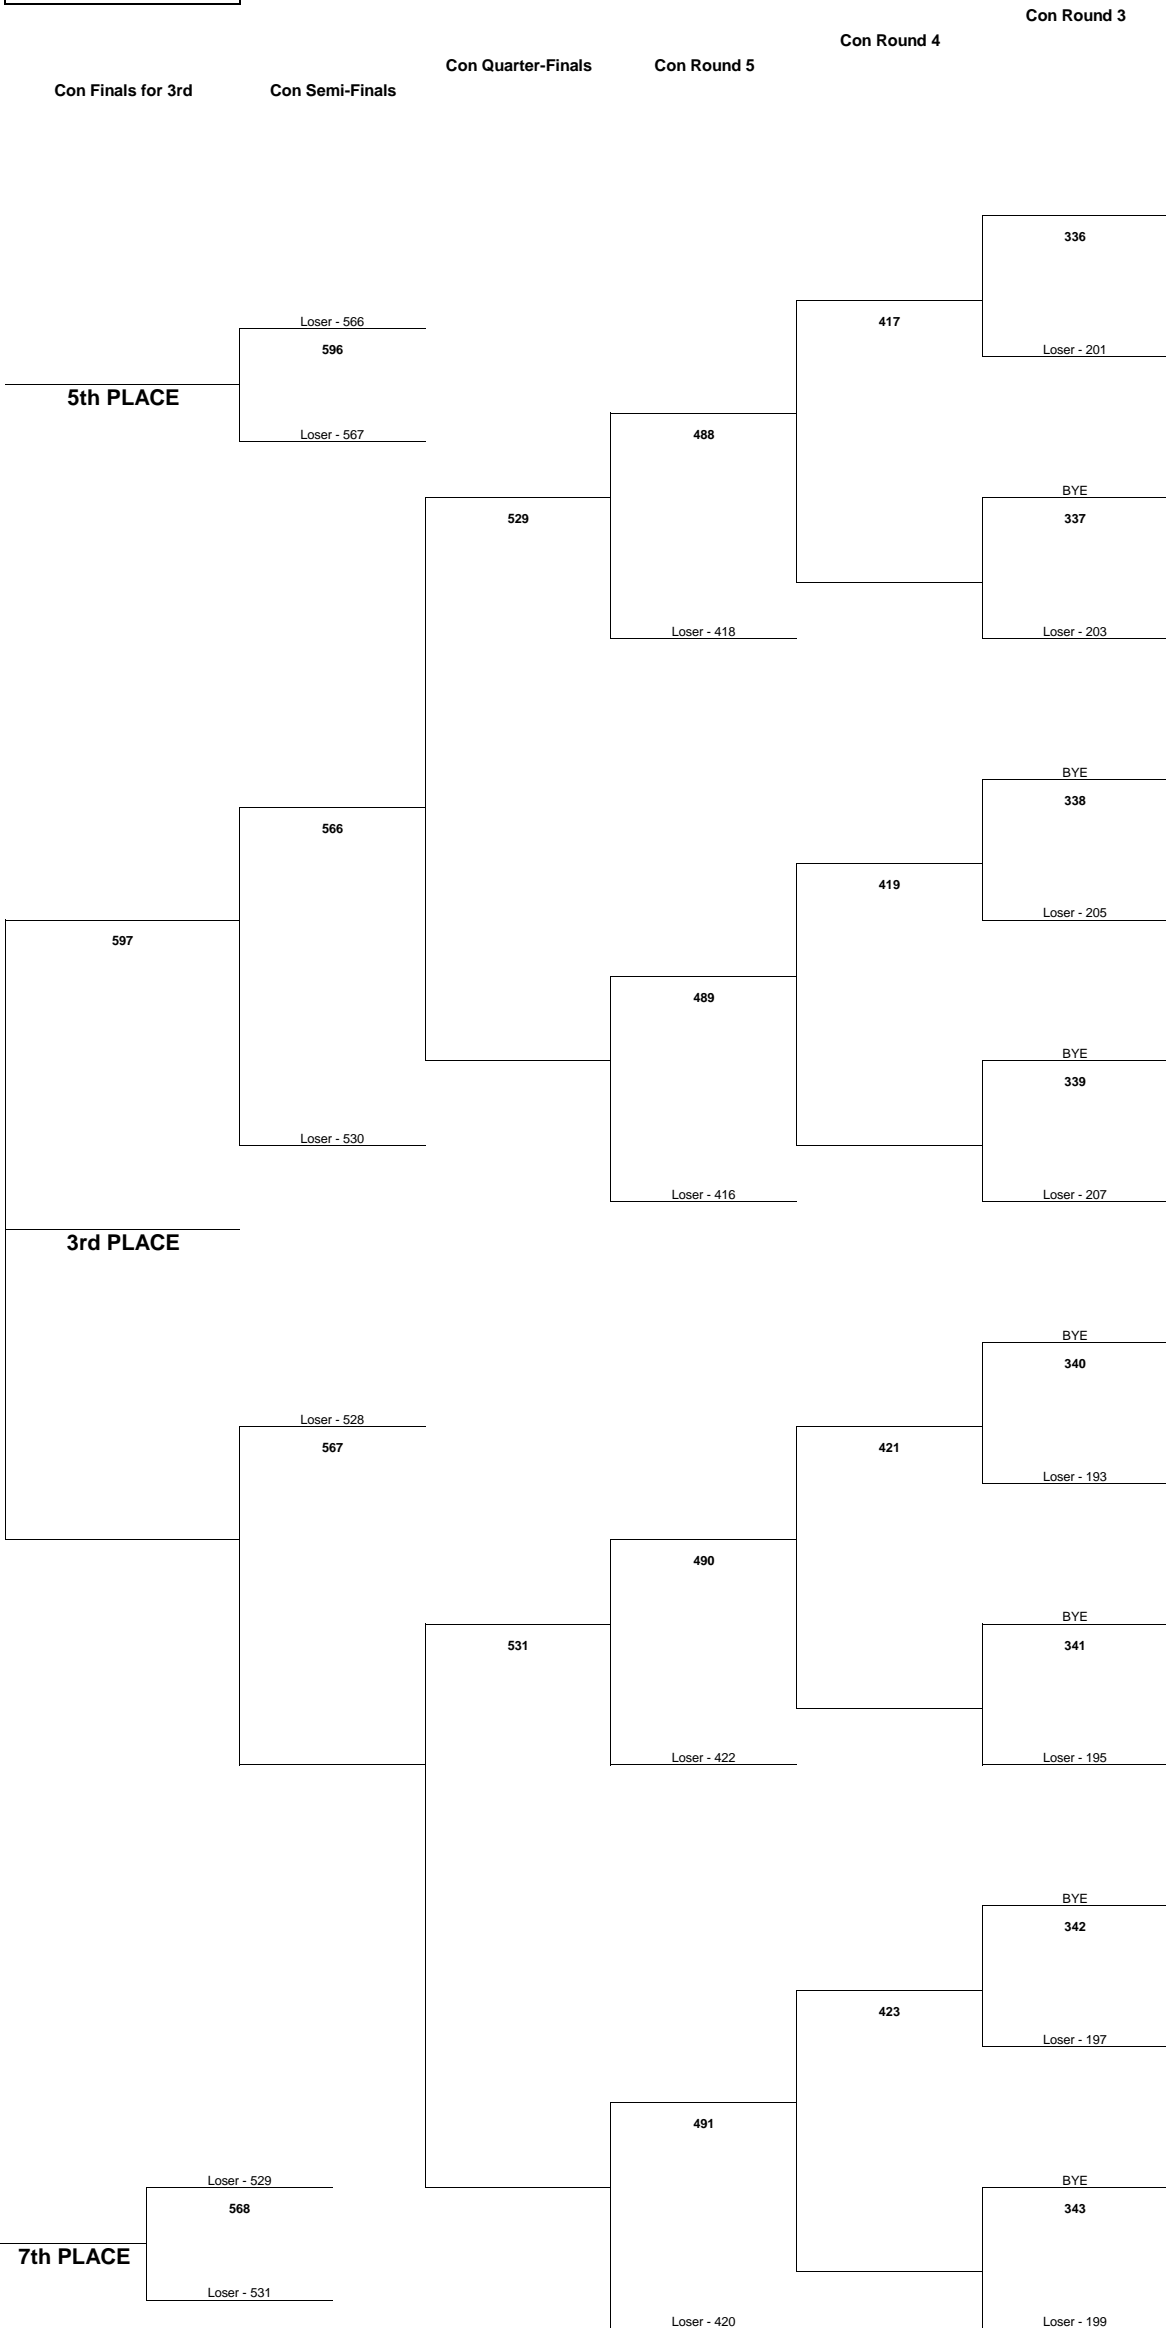 Con Round 3
Con Round 4
Con Quarter-Finals
Con Round 5
Con Finals for 3rd
Con Semi-Finals
336
Loser - 566
417
596
Loser - 201
5th PLACE
Loser - 567
488
BYE
529
337
Loser - 418
Loser - 203
BYE
338
566
419
Loser - 205
597
489
BYE
339
Loser - 530
Loser - 416
Loser - 207
3rd PLACE
BYE
340
Loser - 528
567
421
Loser - 193
490
BYE
531
341
Loser - 422
Loser - 195
BYE
342
423
Loser - 197
491
Loser - 529
BYE
568
343
7th PLACE
Loser - 531
Loser - 420
Loser - 199